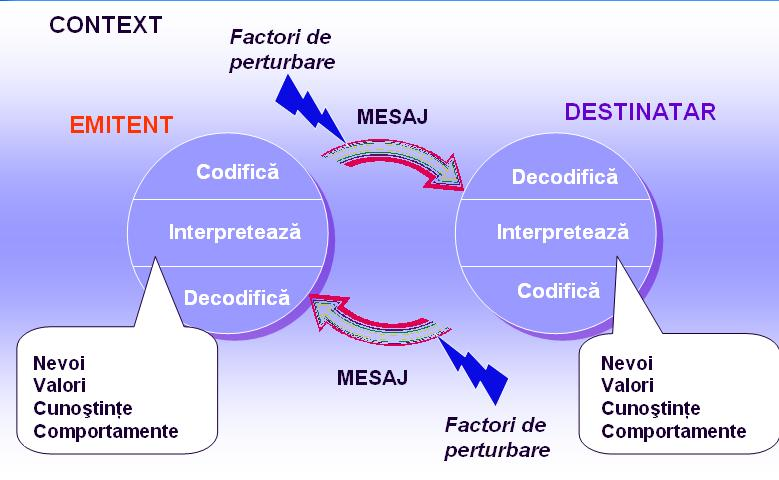 CONTEXT
Factori de
perturbare
MESAJ
EMITENT
DESTINATAR
Codifică
Interpretează
Decodifică
Decodifică
Interpretează
Codifică
Nevoi
Valori
Cunoştinţe
Comportamente
MESAJ
Factori de
perturbare
Nevoi
Valori
Cunoştinţe
Comportamente